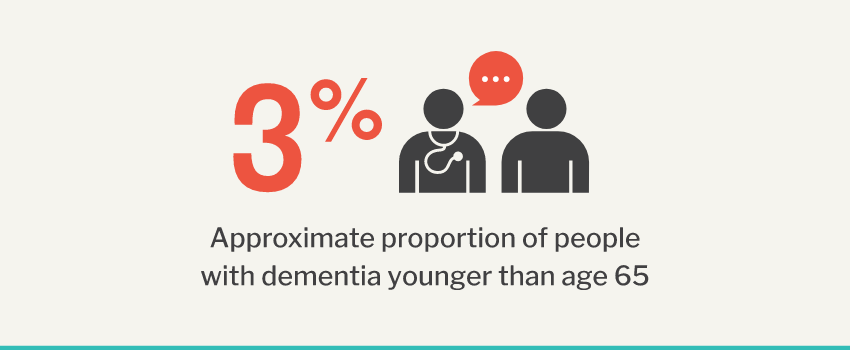 3%
Approximate proportion of people
with dementia younger than age 65